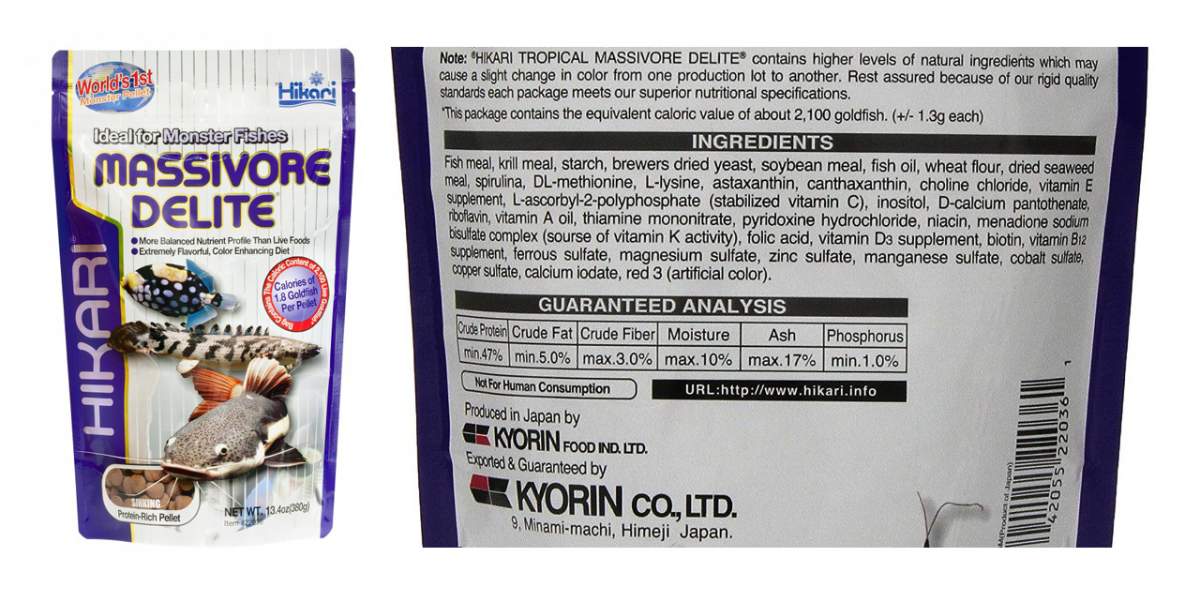 World's 1st
Monster Pellet
Hikari
Ideal for Monster Fishes
MASSIVORE
DELITE
More Balanced Nutrient Profile Than Live Foods
Extremely Flavorful, Color Enhancing Diet
Calories of
1.8 Goldfish
Per Pellet
HIKARI
SINKING
Protein-Rich Pellet
NET WT. 13.4oz(380g)
Note: *HIKARI TROPICAL MASSIVORE DELITE® contains higher levels of natural ingredients which may
cause a slight change in color from one production lot to another. Rest assured because of our rigid quality
standards each package meets our superior nutritional specifications.
*This package contains the equivalent caloric value of about 2,100 goldfish. (+/- 1.3g each)
INGREDIENTS
Fish meal, krill meal, starch, brewers dried yeast, soybean meal, fish oil, wheat flour, dried seaweed
meal, spirulina, DL-methionine, L-lysine, astaxanthin, canthaxanthin, choline chloride, vitamin E
supplement, L-ascorbyl-2-polyphosphate (stabilized vitamin C), inositol, D-calcium pantothenate,
riboflavin, vitamin A oil, thiamine mononitrate, pyridoxine hydrochloride, niacin, menadione sodium
bisulfate complex (sourse of vitamin K activity), folic acid, vitamin D3 supplement, biotin, vitamin B12
supplement, ferrous sulfate, magnesium sulfate, zinc sulfate, manganese sulfate, cobalt sulfate,
copper sulfate, calcium iodate, red 3 (artificial color).
GUARANTEED ANALYSIS
Crude Protein Crude Fat Crude Fiber Moisture Ash Phosphorus
min.47% min.5.0% max.3.0% max.10% max.17% min.1.0%
Not For Human Consumption
URL:http://www.hikari.info
Produced in Japan by
KYORIN FOOD IND. LTD.
Exported & Guaranteed by
KYORIN CO., LTD.
9, Minami-machi, Himeji Japan.
(Product of Japan)
42055 22036 1